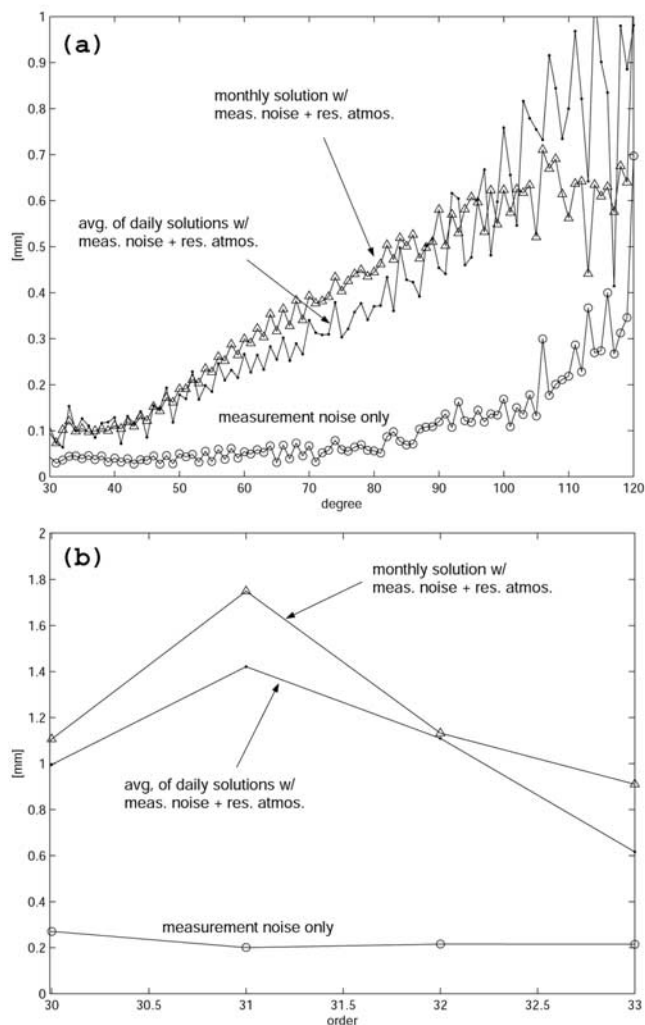 (a)
1
0.9
0.8
0.7
0.6
0.5
0.4
0.3
0.2
0.1
0
[mm]
monthly solution w/
meas. noise + res. atmos.
avg. of daily solutions w/
meas. noise + res. atmos.
measurement noise only
30 40 50 60 70 80 90 100 110 120
degree
(b)
2
1.8
1.6
1.4
1.2
1
0.8
0.6
0.4
0.2
0
[mm]
monthly solution w/
meas. noise + res. atmos.
avg. of daily solutions w/
meas. noise + res. atmos.
measurement noise only
30 30.5 31 31.5 32 32.5 33
order